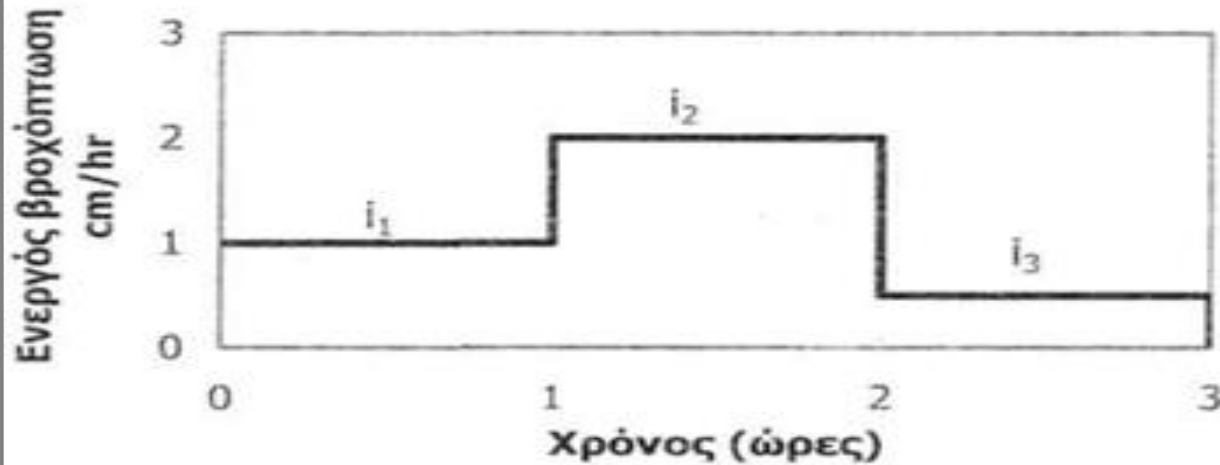 Ενεργός βροχόπτωση
cm/hr
3
2
1
0
i₁
i₂
i₃
0 1 2 3
Χρόνος (ώρες)